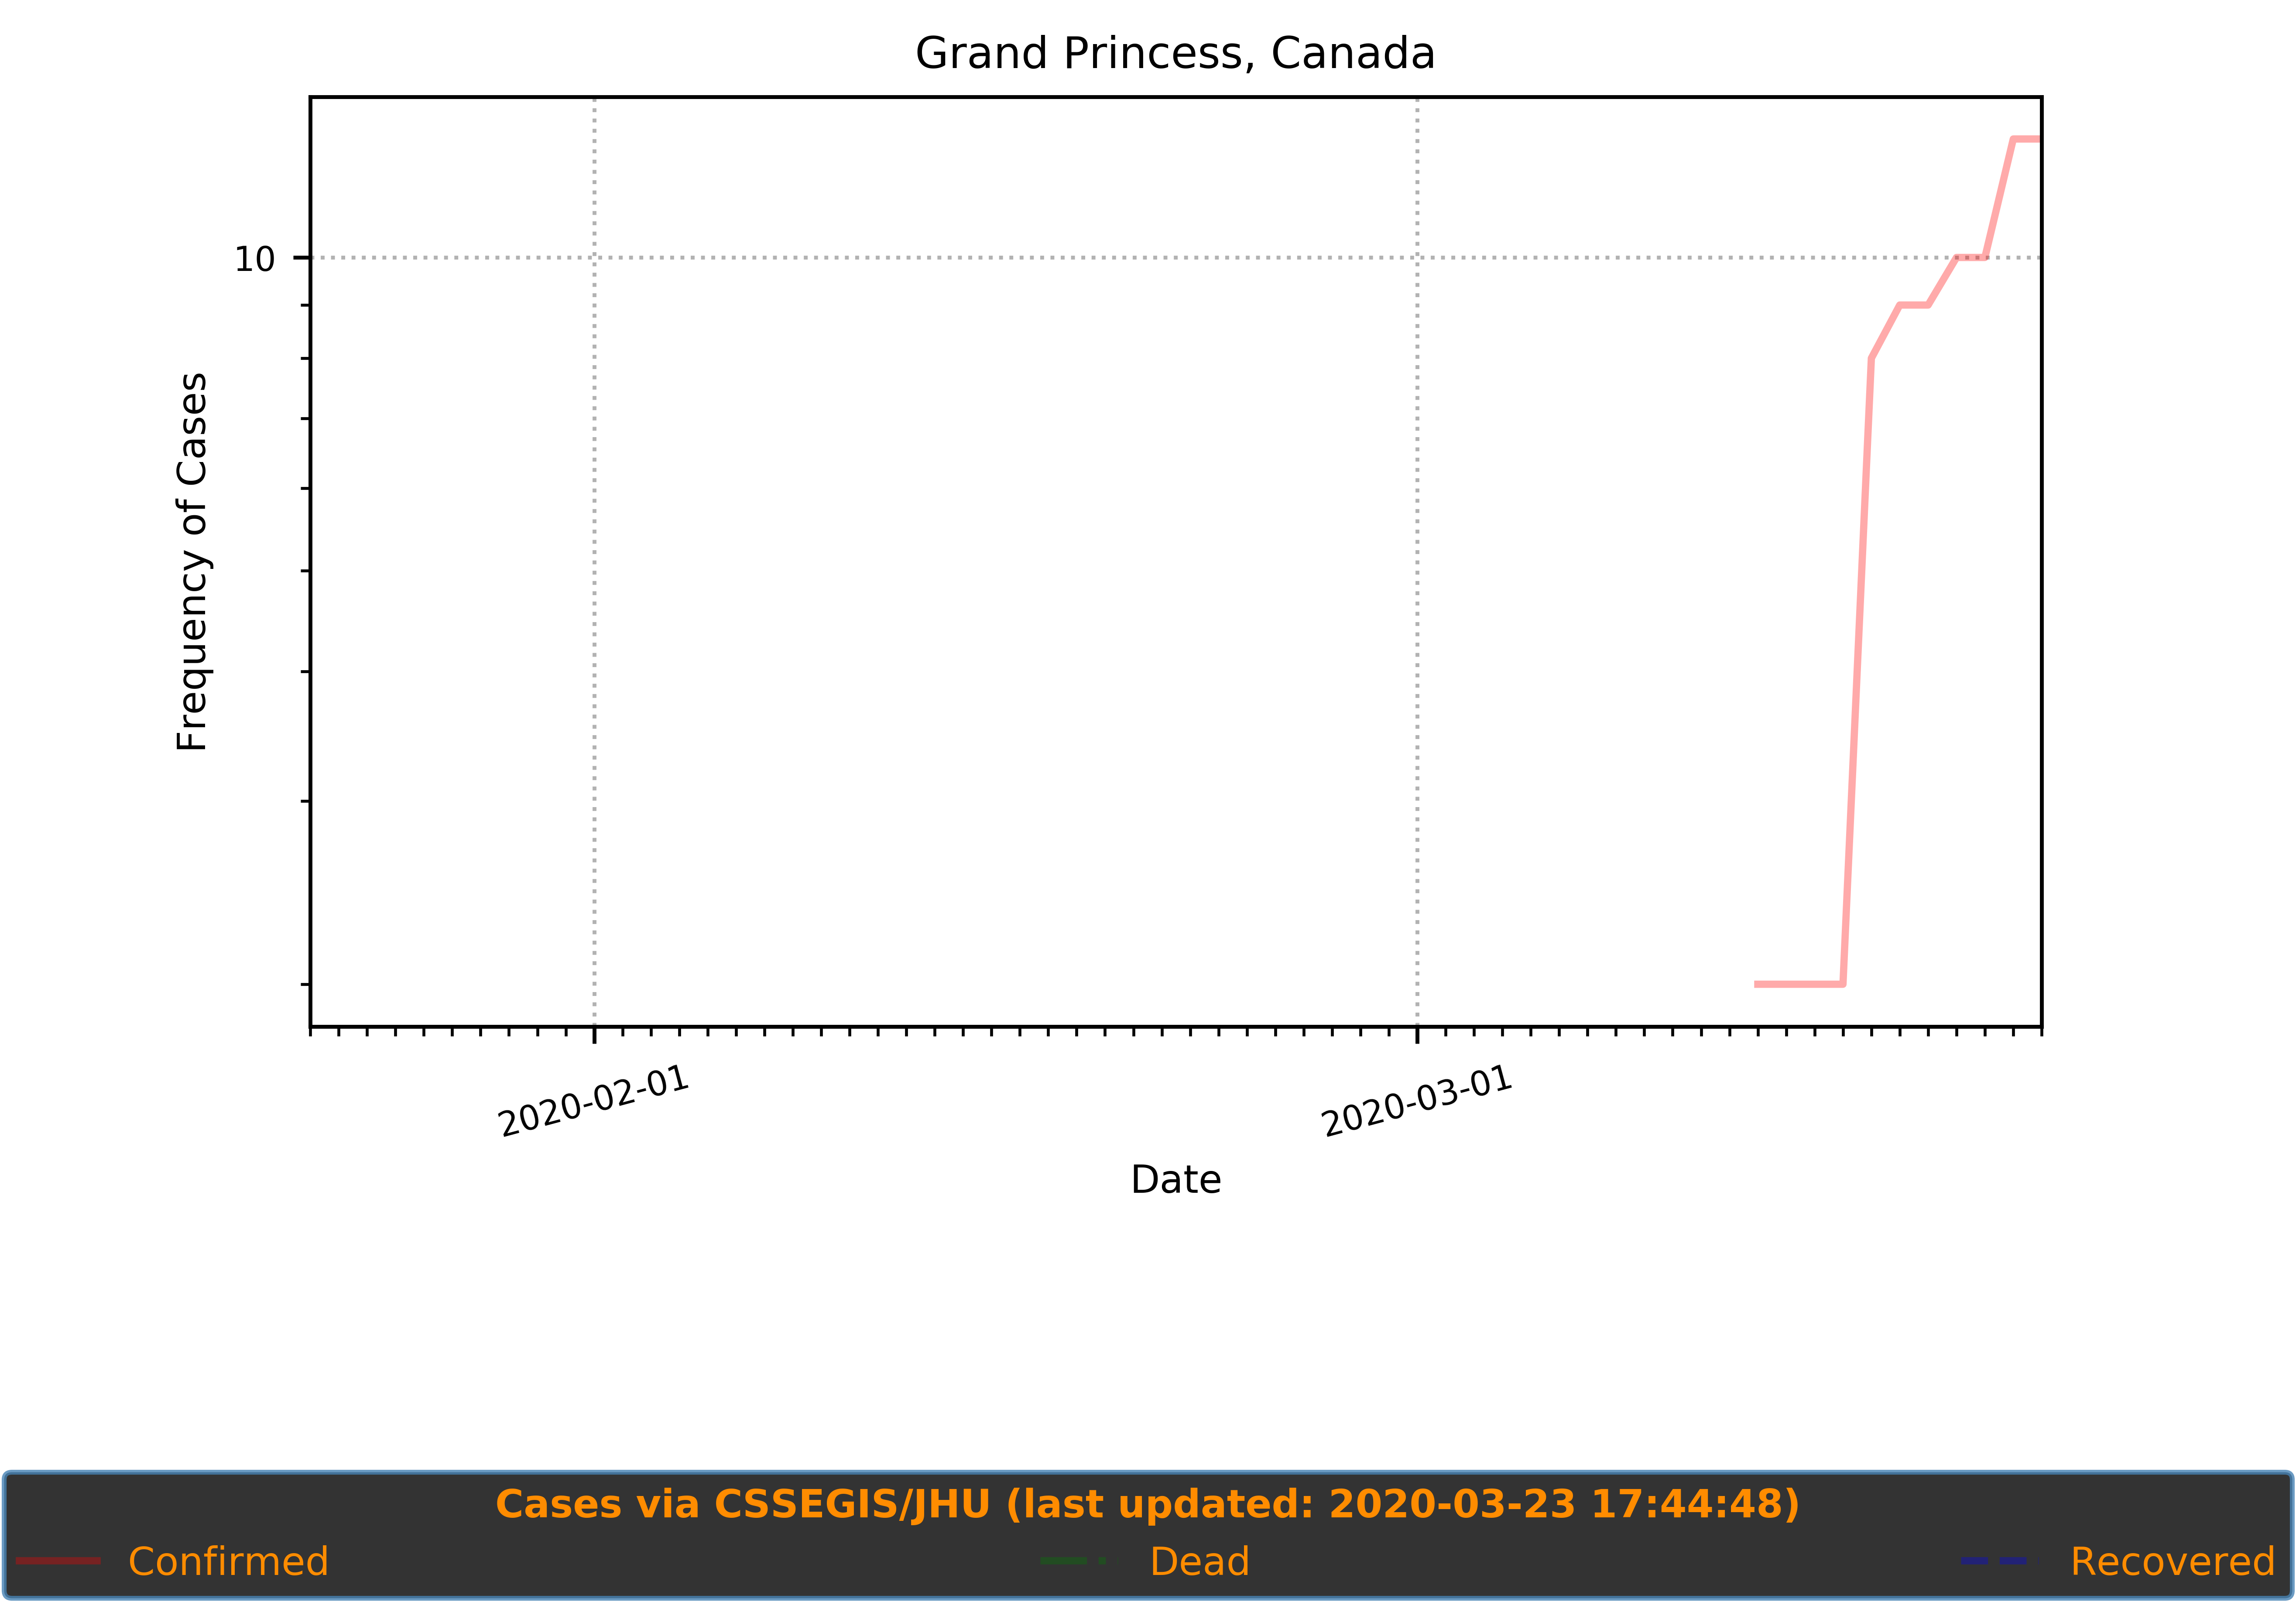 Grand Princess, Canada
10
Frequency of Cases
2020-02-01
2020-03-01
Date
Cases via CSSEGIS/JHU (last updated: 2020-03-23 17:44:48)
Confirmed
Dead
Recovered